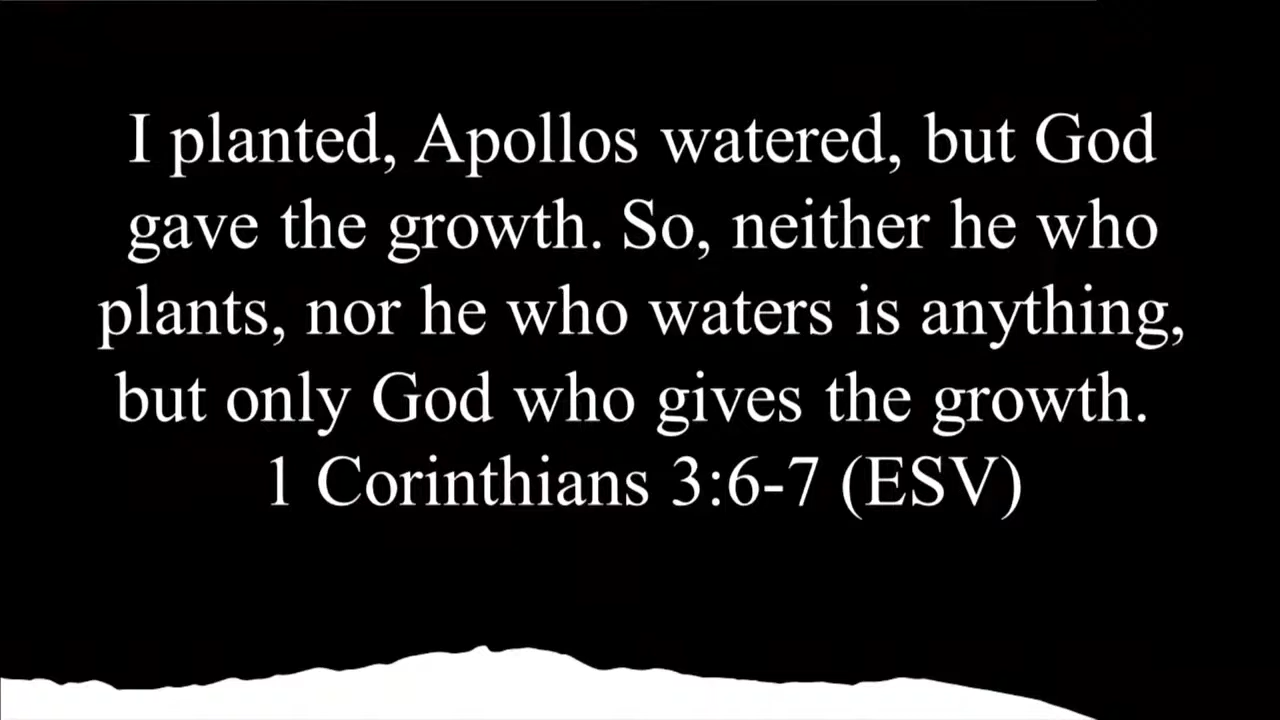 I planted, Apollos watered, but God
gave the growth. So, neither he who
plants, nor he who waters is anything,
but only God who gives the growth.
1 Corinthians 3:6-7 (ESV)